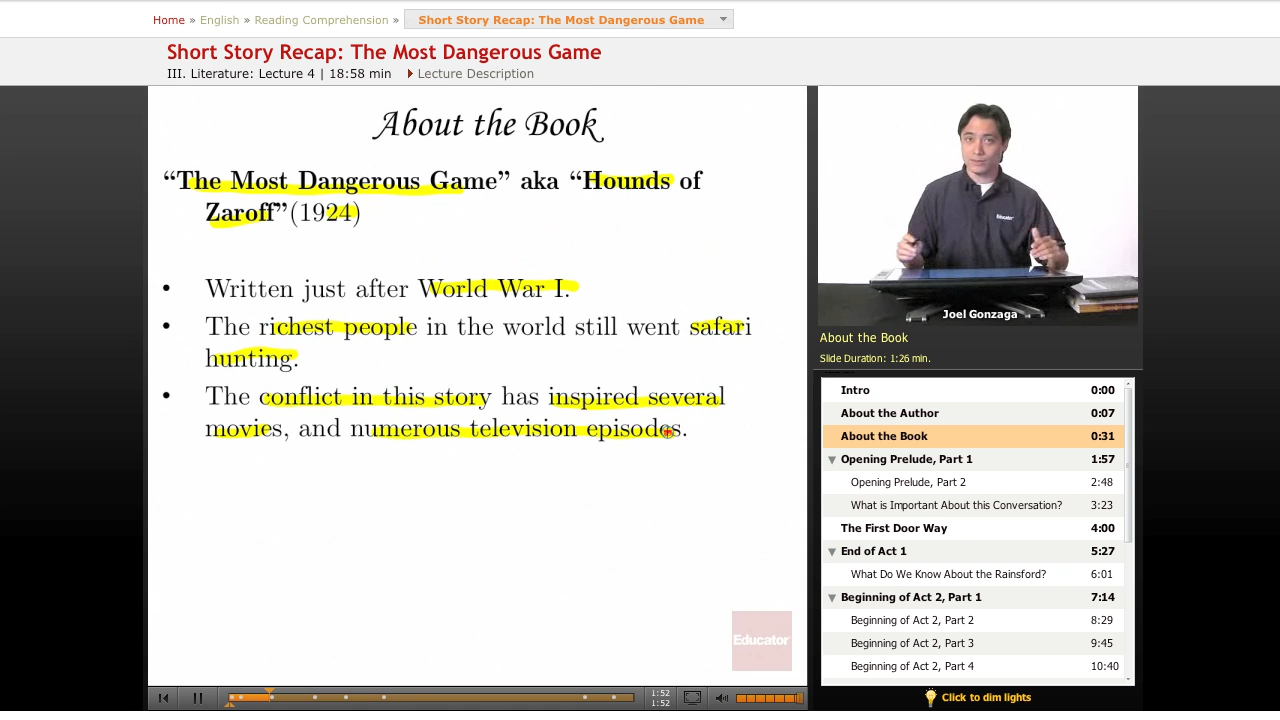 Home » English » Reading Comprehension » Short Story Recap: The Most Dangerous Game
Short Story Recap: The Most Dangerous Game
III. Literature: Lecture 4 | 18:58 min Lecture Description
About the Book
“The Most Dangerous Game” aka “Hounds of
Zaroff”(1924)
• Written just after World War I.
• The richest people in the world still went safari
hunting.
• The conflict in this story has inspired several
movies, and numerous television episodes.
Educator
Educator
Joel Gonzaga
About the Book
Slide Duration: 1:26 min.
Intro 0:00
About the Author 0:07
About the Book 0:31
Opening Prelude, Part 1 1:57
Opening Prelude, Part 2 2:48
What is Important About this Conversation? 3:23
The First Door Way 4:00
End of Act 1 5:27
What Do We Know About the Rainsford? 6:01
Beginning of Act 2, Part 1 7:14
Beginning of Act 2, Part 2 8:29
Beginning of Act 2, Part 3 9:45
Beginning of Act 2, Part 4 10:40
1:52
1:52
Click to dim lights